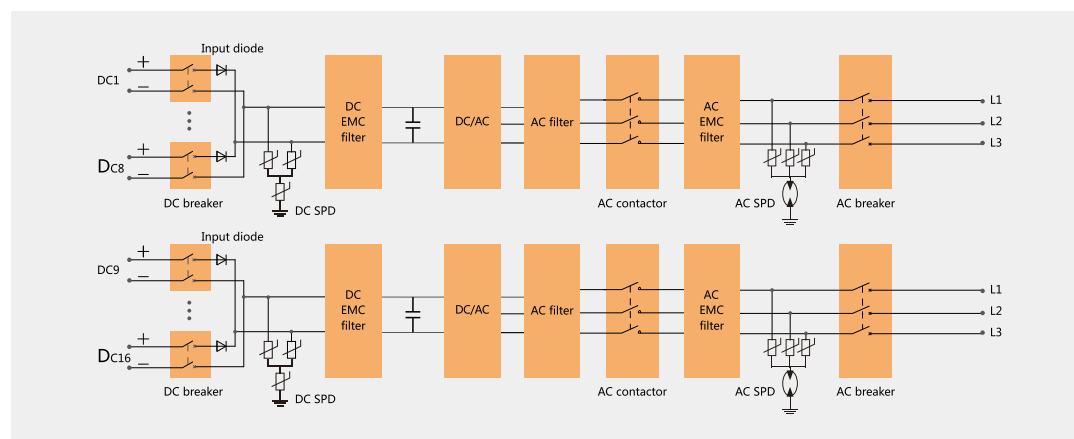 Input diode
+
DC1
−
+
DC8
−
DC breaker
DC SPD
DC
EMC
filter
DC/AC
AC filter
AC contactor
AC
EMC
filter
AC SPD
AC breaker
L1
L2
L3
Input diode
+
DC9
−
+
DC16
−
DC breaker
DC SPD
DC
EMC
filter
DC/AC
AC filter
AC contactor
AC
EMC
filter
AC SPD
AC breaker
L1
L2
L3